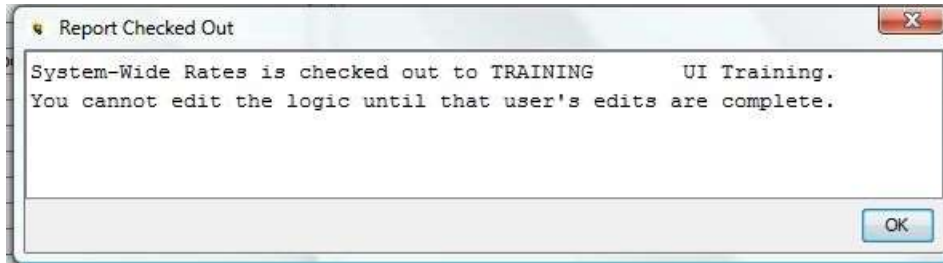 Report Checked Out
System-Wide Rates is checked out to TRAINING        UI Training.
You cannot edit the logic until that user's edits are complete.
OK